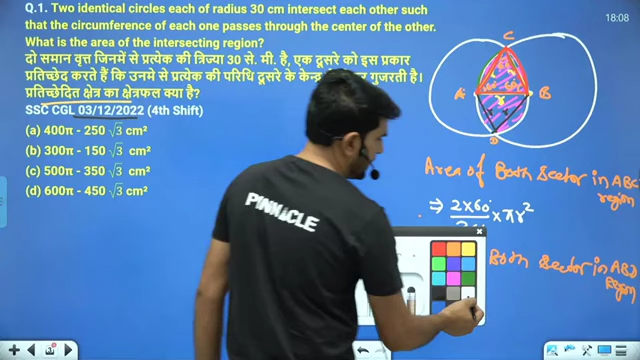 18:08
Q.1. Two identical circles each of radius 30 cm intersect each other such
that the circumference of each one passes through the center of the other.
What is the area of the intersecting region?
दो समान वृत्त जिनमें से प्रत्येक की त्रिज्या 30 से. मी. है, एक दूसरे को इस प्रकार
प्रतिच्छेद करते हैं कि उनमे से प्रत्येक की परिधि दूसरे के केन्द्र गुजरती है।
प्रतिच्छेदित क्षेत्र का क्षेत्रफल क्या है?
SSC CGL 03/12/2022 (4th Shift)
(a) 400π - 250 √3 cm²
(b) 300π - 150 √3 cm²
(c) 500π - 350 √3 cm²
(d) 600π - 450 √3 cm²
C
A
B
r
D
Area of Both Sector in ABC
region
⇒ 2×60° × πr²
Both Sector in ABD
Region
PINNACLE